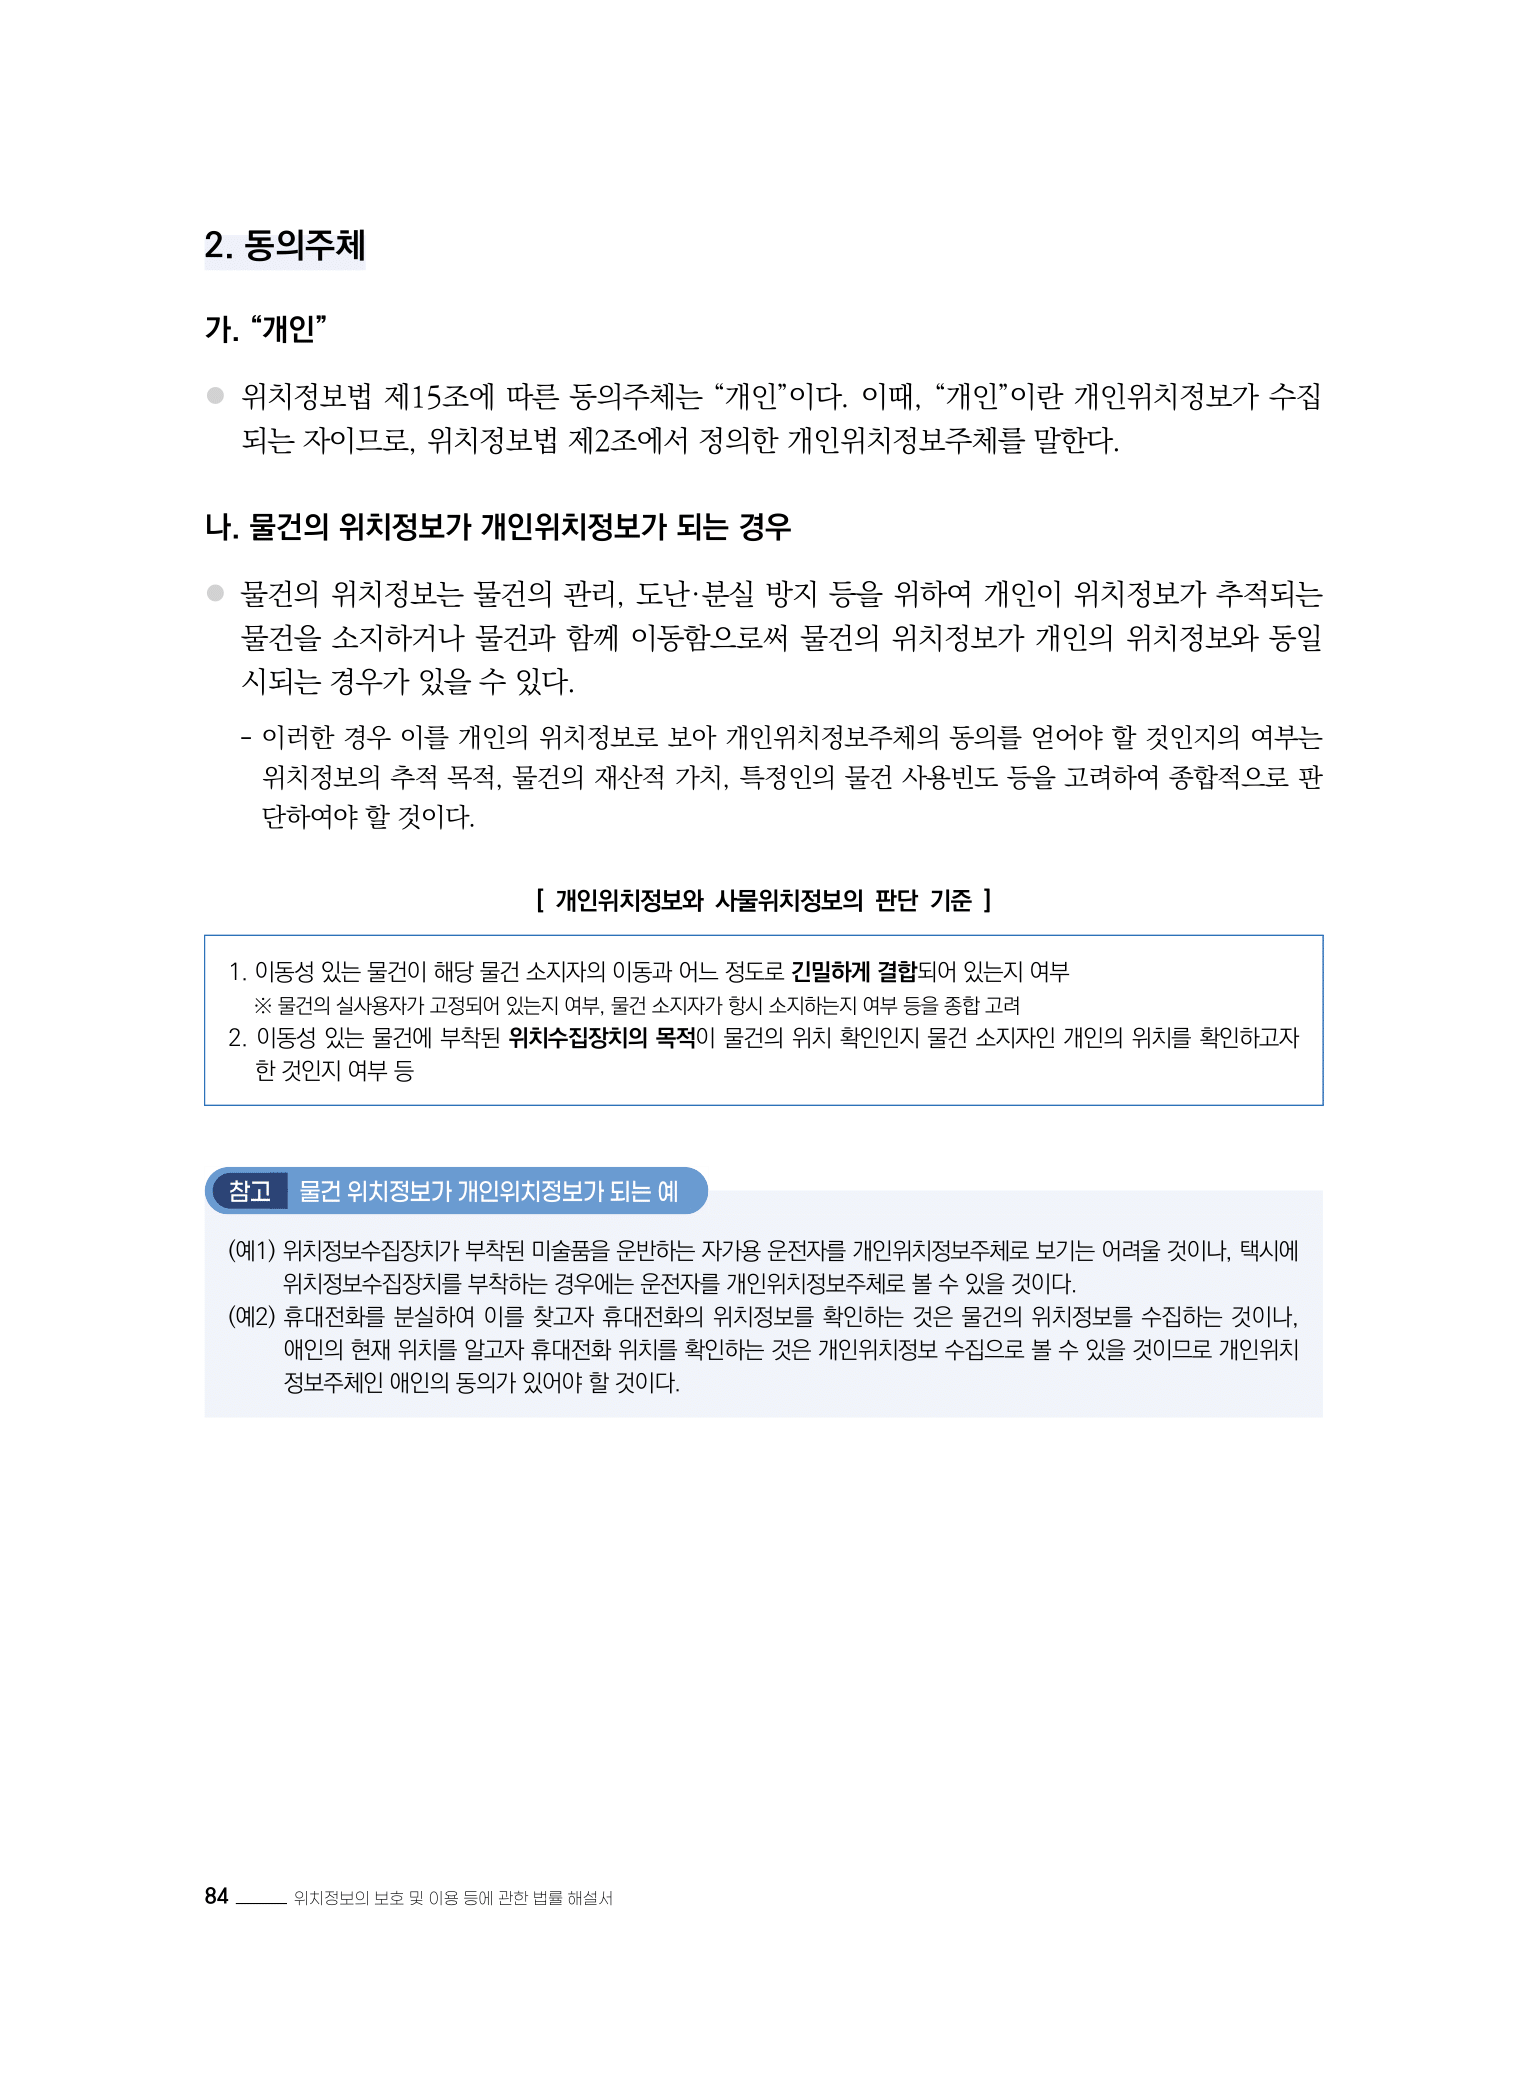 2. 동의주체
가. “개인”
● 위치정보법 제15조에 따른 동의주체는 “개인”이다. 이때, “개인”이란 개인위치정보가 수집
되는 자이므로, 위치정보법 제2조에서 정의한 개인위치정보주체를 말한다.
나. 물건의 위치정보가 개인위치정보가 되는 경우
● 물건의 위치정보는 물건의 관리, 도난·분실 방지 등을 위하여 개인이 위치정보가 추적되는
물건을 소지하거나 물건과 함께 이동함으로써 물건의 위치정보가 개인의 위치정보와 동일
시되는 경우가 있을 수 있다.
- 이러한 경우 이를 개인의 위치정보로 보아 개인위치정보주체의 동의를 얻어야 할 것인지의 여부는
위치정보의 추적 목적, 물건의 재산적 가치, 특정인의 물건 사용빈도 등을 고려하여 종합적으로 판
단하여야 할 것이다.
[ 개인위치정보와 사물위치정보의 판단 기준 ]
1. 이동성 있는 물건이 해당 물건 소지자의 이동과 어느 정도로 긴밀하게 결합되어 있는지 여부
※ 물건의 실사용자가 고정되어 있는지 여부, 물건 소지자가 항시 소지하는지 여부 등을 종합 고려
2. 이동성 있는 물건에 부착된 위치수집장치의 목적이 물건의 위치 확인인지 물건 소지자인 개인의 위치를 확인하고자
한 것인지 여부 등
참고 물건 위치정보가 개인위치정보가 되는 예
(예1) 위치정보수집장치가 부착된 미술품을 운반하는 자가용 운전자를 개인위치정보주체로 보기는 어려울 것이나, 택시에
위치정보수집장치를 부착하는 경우에는 운전자를 개인위치정보주체로 볼 수 있을 것이다.
(예2) 휴대전화를 분실하여 이를 찾고자 휴대전화의 위치정보를 확인하는 것은 물건의 위치정보를 수집하는 것이나,
애인의 현재 위치를 알고자 휴대전화 위치를 확인하는 것은 개인위치정보 수집으로 볼 수 있을 것이므로 개인위치
정보주체인 애인의 동의가 있어야 할 것이다.
84 위치정보의 보호 및 이용 등에 관한 법률 해설서